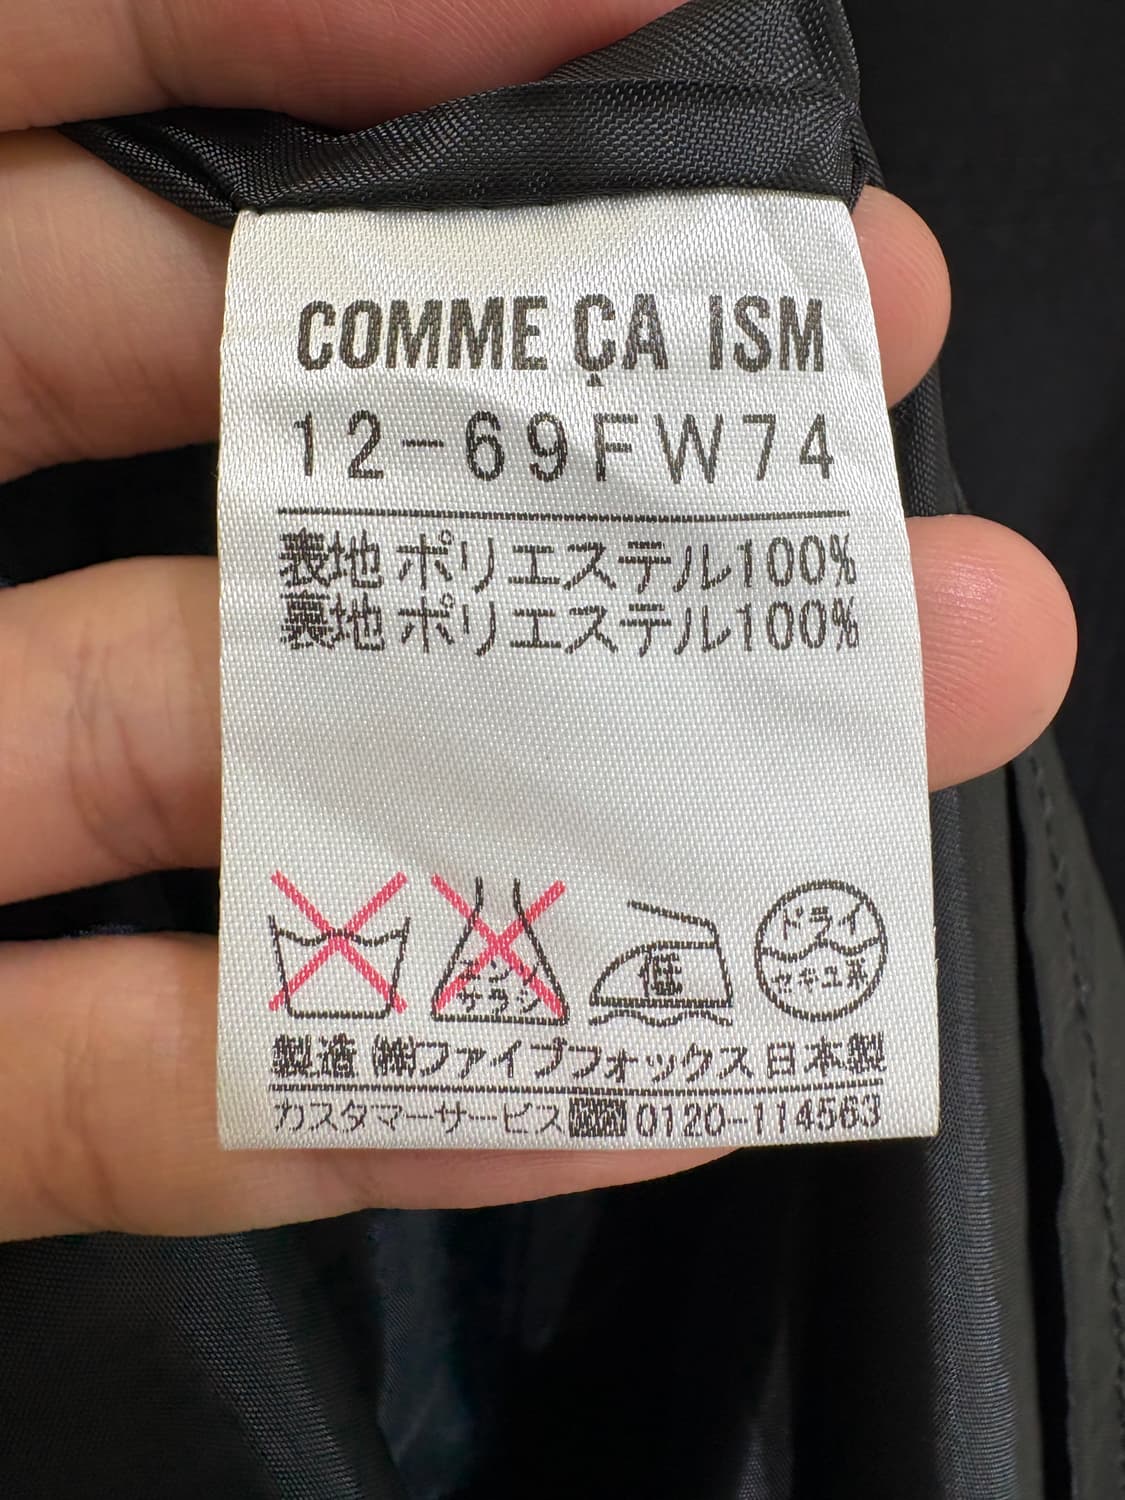 COMME ÇA ISM
12-69FW74
表地 ポリエステル100%
裏地 ポリエステル100%
エンソ
サラシ
低
ドライ
セキユ系
製造 ㈱ファイブフォックス 日本製
カスタマーサービス 0120-114563